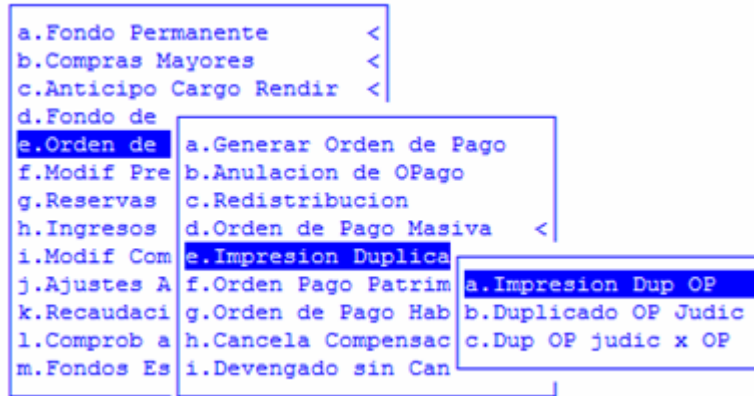 a.Fondo Permanente <
b.Compras Mayores <
c.Anticipo Cargo Rendir <
d.Fondo de
e.Orden de
f.Modif Pre
g.Reservas
h.Ingresos
i.Modif Com
j.Ajustes A
k.Recaudaci
l.Comprob a
m.Fondos Es
a.Generar Orden de Pago
b.Anulacion de OPago
c.Redistribucion
d.Orden de Pago Masiva <
e.Impresion Duplica
f.Orden Pago Patrim
g.Orden de Pago Hab
h.Cancela Compensac
i.Devengado sin Can
a.Impresion Dup OP
b.Duplicado OP Judic
c.Dup OP judic x OP